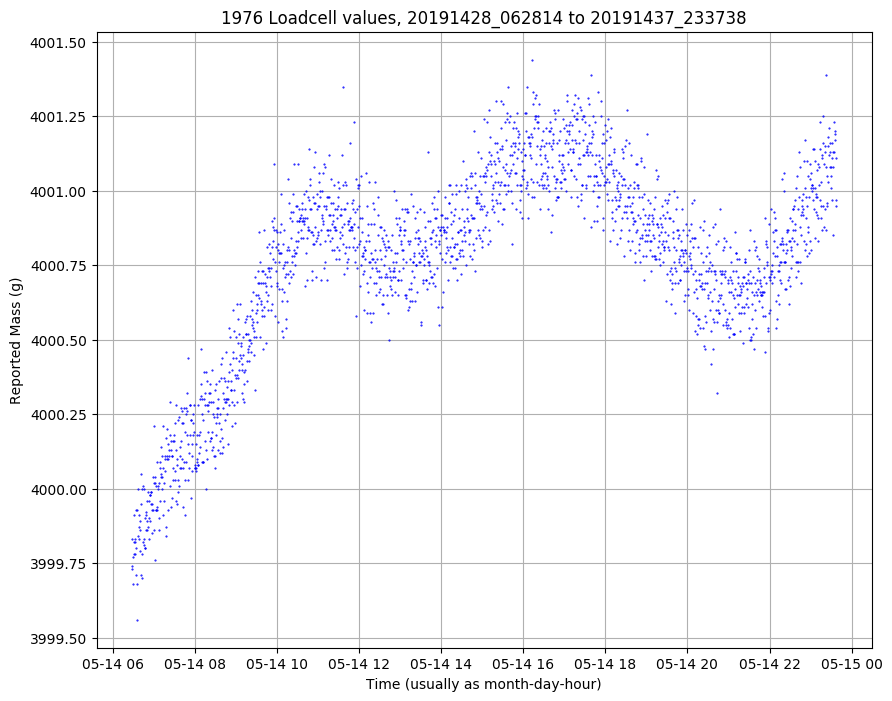 1976 Loadcell values, 20191428_062814 to 20191437_233738
4001.50
4001.25
4001.00
4000.75
4000.50
4000.25
4000.00
3999.75
3999.50
Reported Mass (g)
05-14 06 05-14 08 05-14 10 05-14 12 05-14 14 05-14 16 05-14 18 05-14 20 05-14 22 05-15 00
Time (usually as month-day-hour)